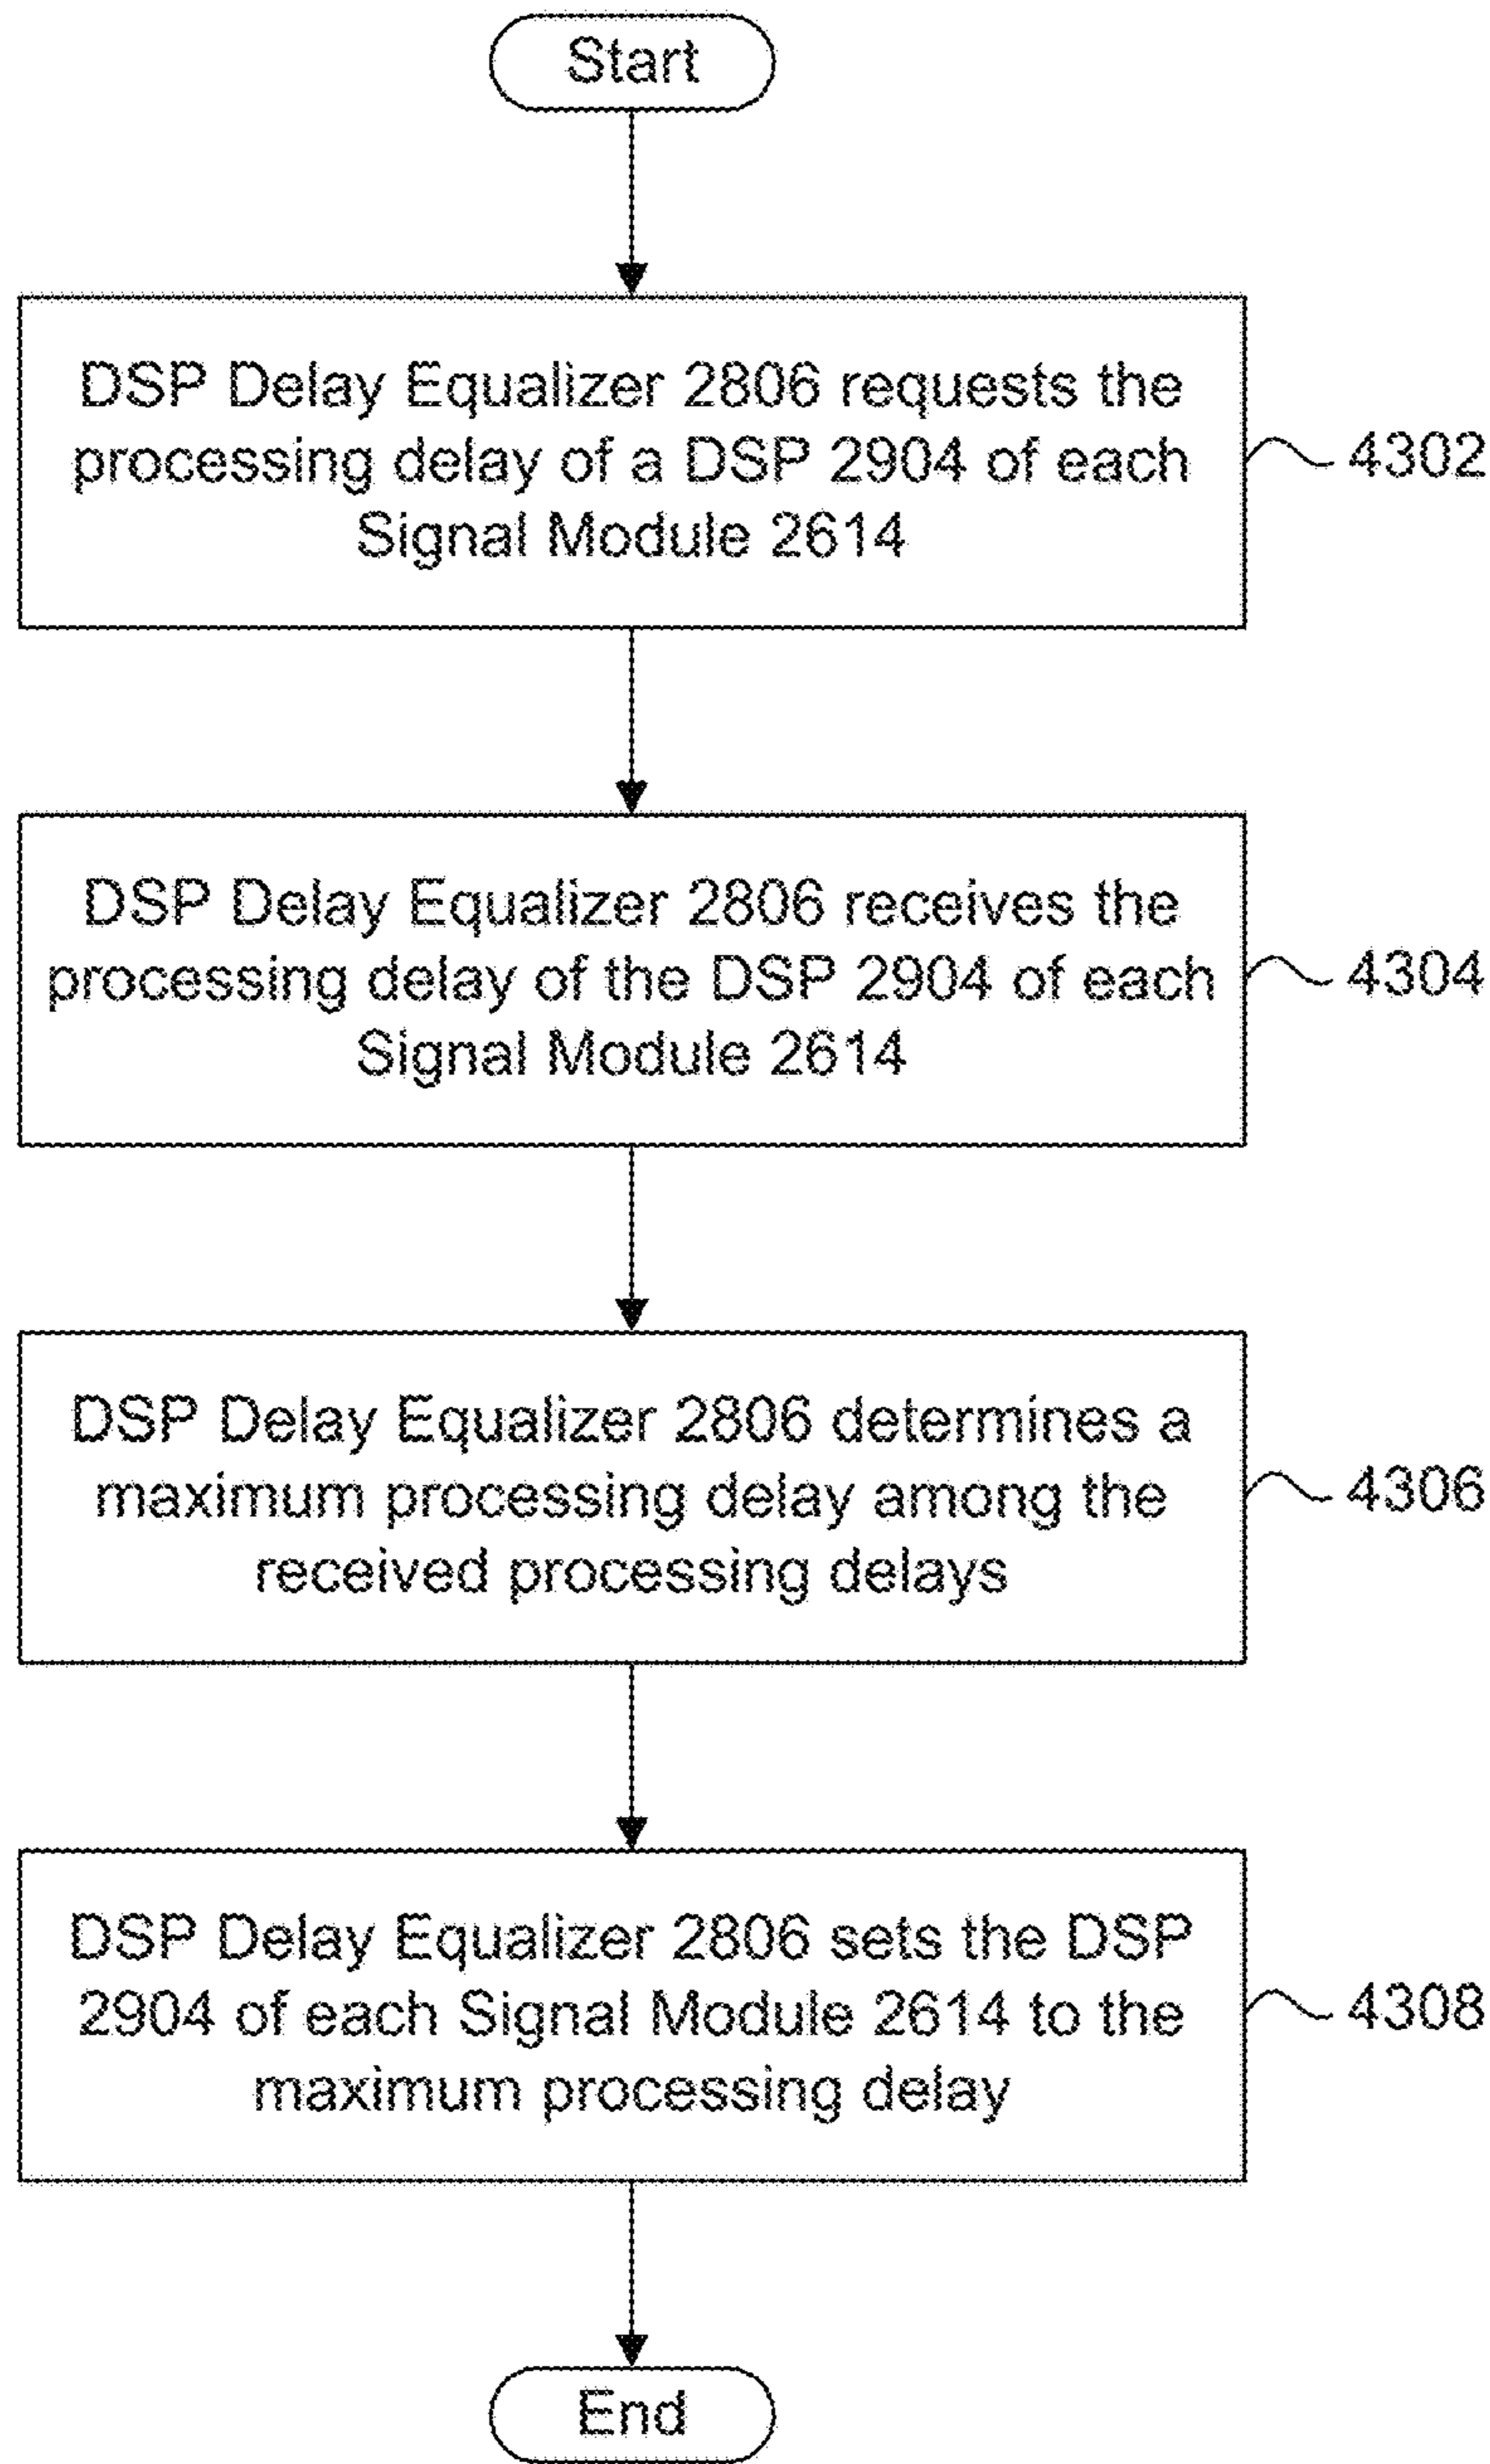 Start
DSP Delay Equalizer 2806 requests the
processing delay of a DSP 2904 of each
Signal Module 2614
4302
DSP Delay Equalizer 2806 receives the
processing delay of the DSP 2904 of each
Signal Module 2614
4304
DSP Delay Equalizer 2806 determines a
maximum processing delay among the
received processing delays
4306
DSP Delay Equalizer 2806 sets the DSP
2904 of each Signal Module 2614 to the
maximum processing delay
4308
End